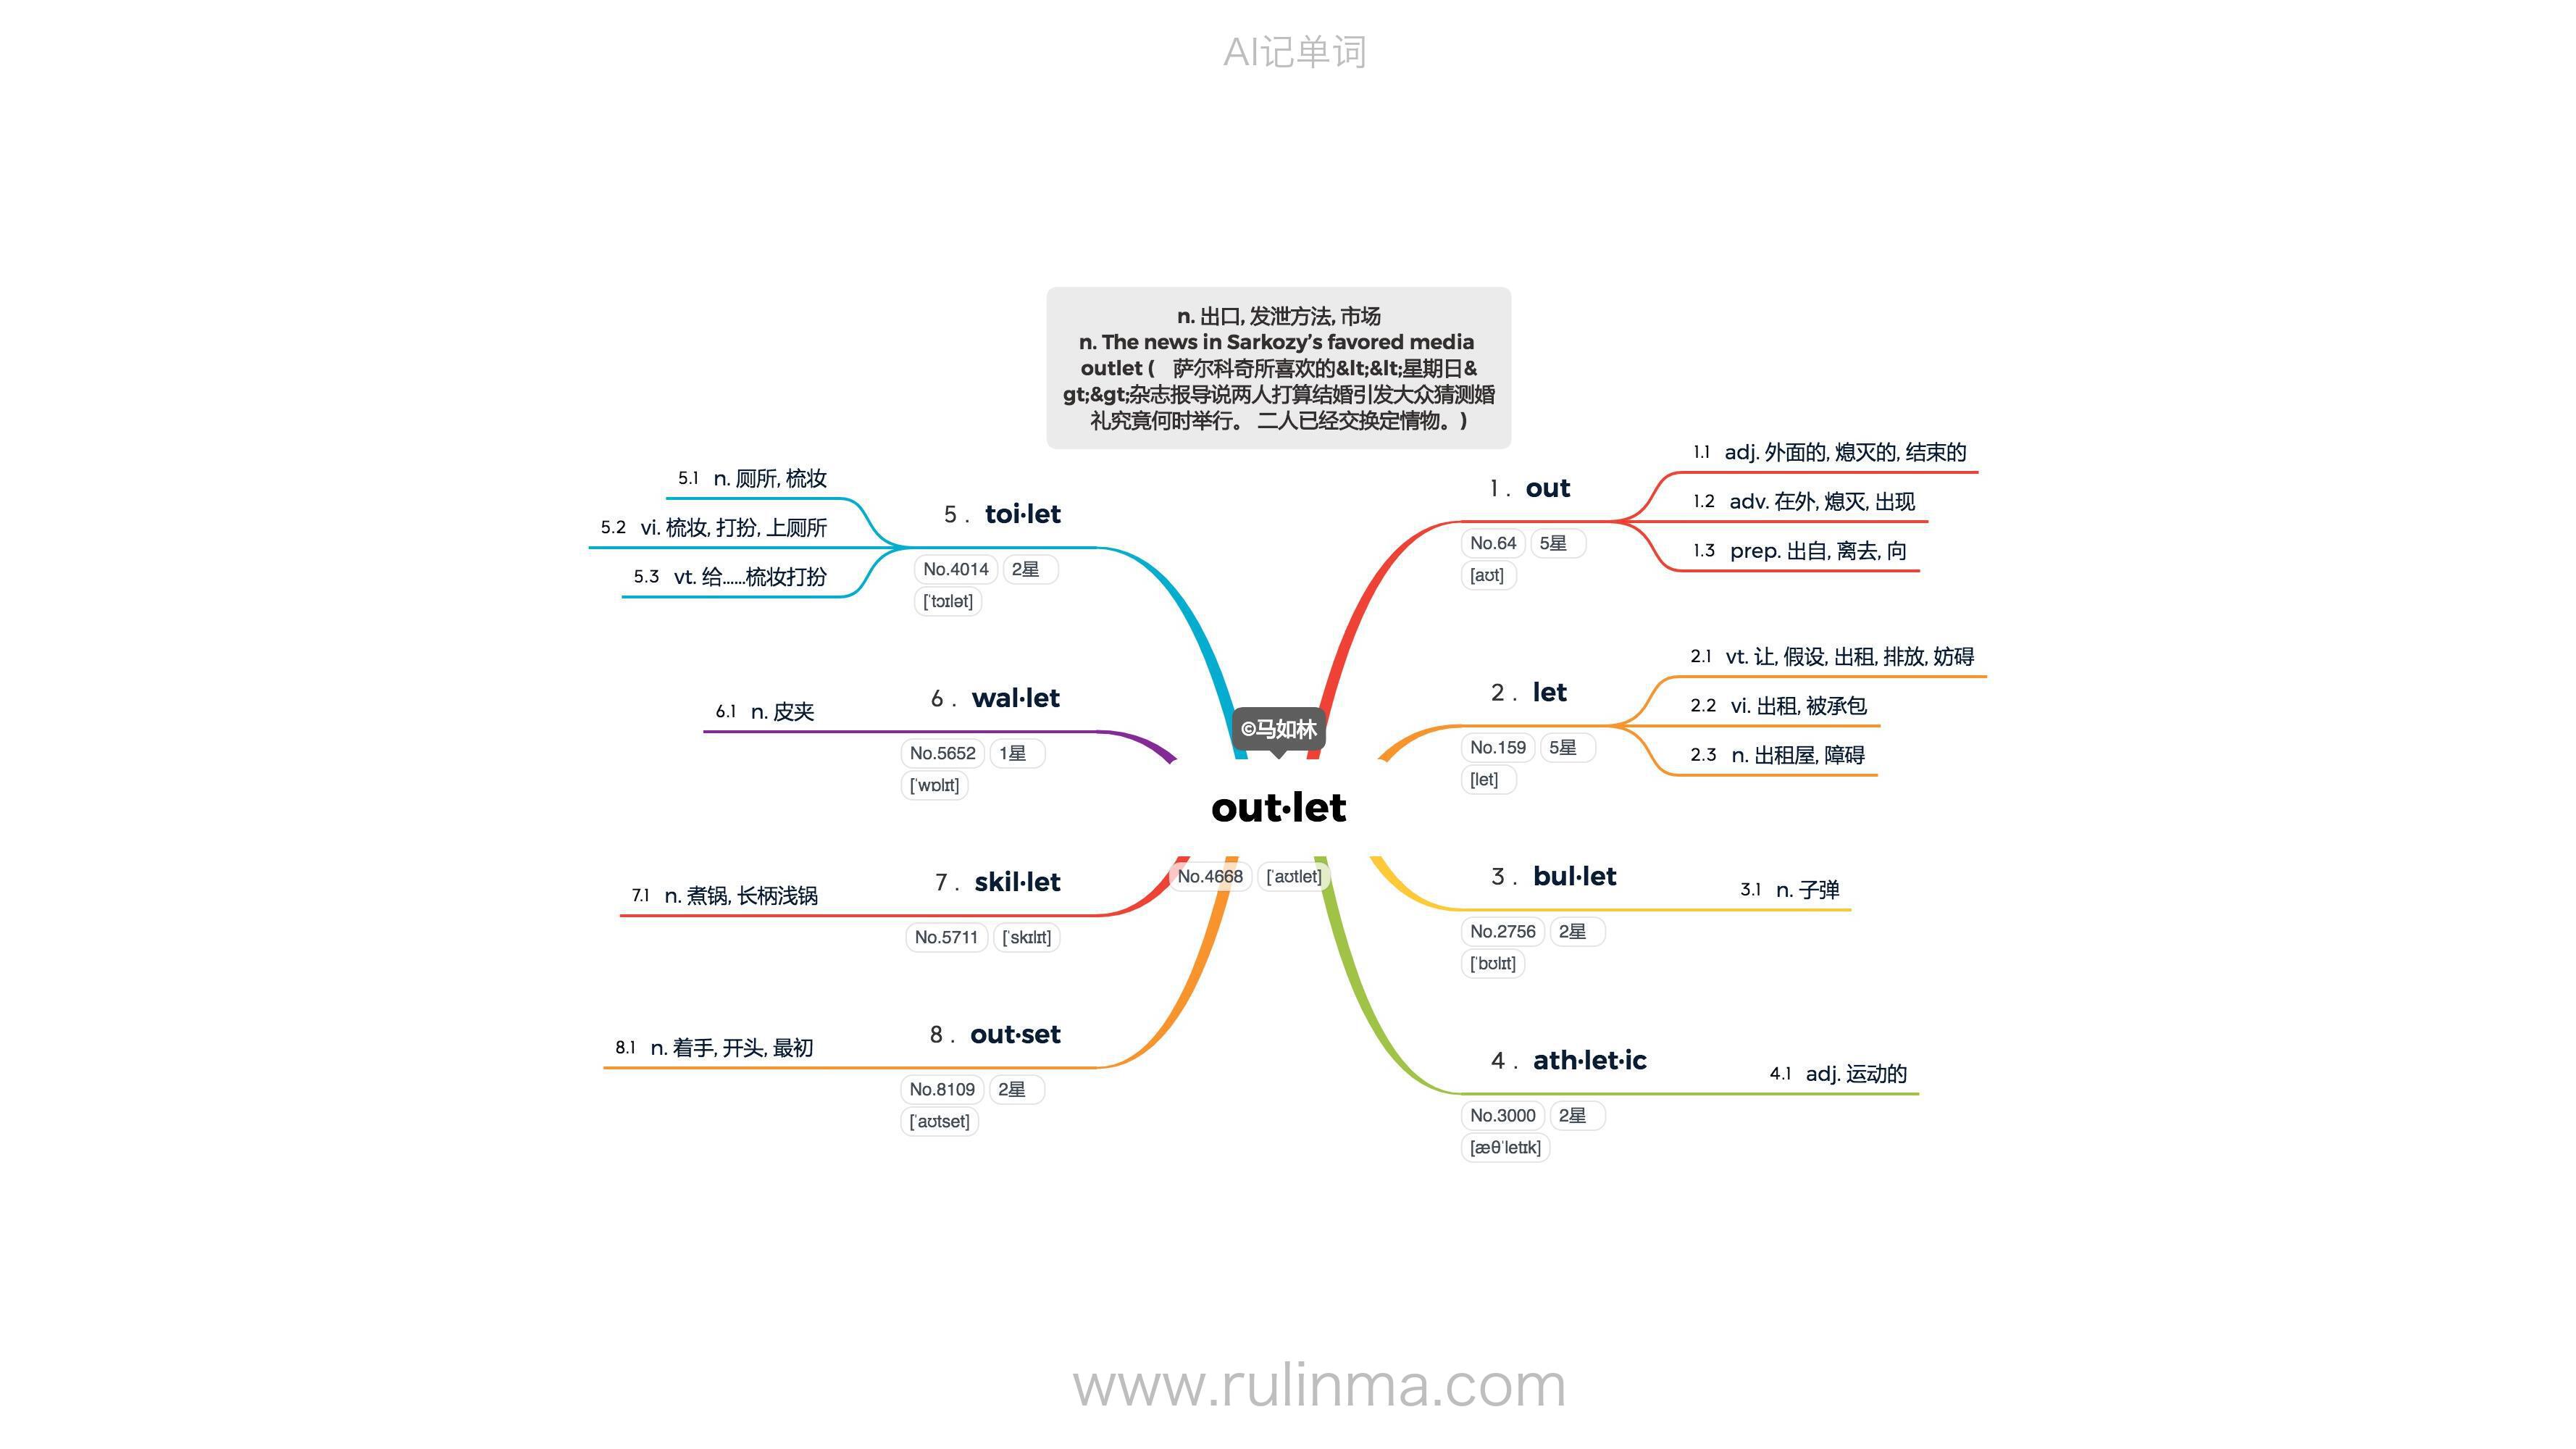 AI记单词
n. 出口, 发泄方法, 市场
n. The news in Sarkozy’s favored media
outlet ( 萨尔科奇所喜欢的&lt;&lt;星期日&
gt;&gt;杂志报导说两人打算结婚引发大众猜测婚
礼究竟何时举行。 二人已经交换定情物。)
©马如林
out·let
No.4668 [ˈaʊtlet]
1. out
No.64 5星
[aʊt]
1.1 adj. 外面的, 熄灭的, 结束的
1.2 adv. 在外, 熄灭, 出现
1.3 prep. 出自, 离去, 向
2. let
No.159 5星
[let]
2.1 vt. 让, 假设, 出租, 排放, 妨碍
2.2 vi. 出租, 被承包
2.3 n. 出租屋, 障碍
3. bul·let
No.2756 2星
[ˈbʊlɪt]
3.1 n. 子弹
4. ath·let·ic
No.3000 2星
[æθˈletɪk]
4.1 adj. 运动的
5. toi·let
No.4014 2星
[ˈtɔɪlət]
5.1 n. 厕所, 梳妆
5.2 vi. 梳妆, 打扮, 上厕所
5.3 vt. 给......梳妆打扮
6. wal·let
No.5652 1星
[ˈwɒlɪt]
6.1 n. 皮夹
7. skil·let
No.5711 [ˈskɪlɪt]
7.1 n. 煮锅, 长柄浅锅
8. out·set
No.8109 2星
[ˈaʊtset]
8.1 n. 着手, 开头, 最初
www.rulinma.com